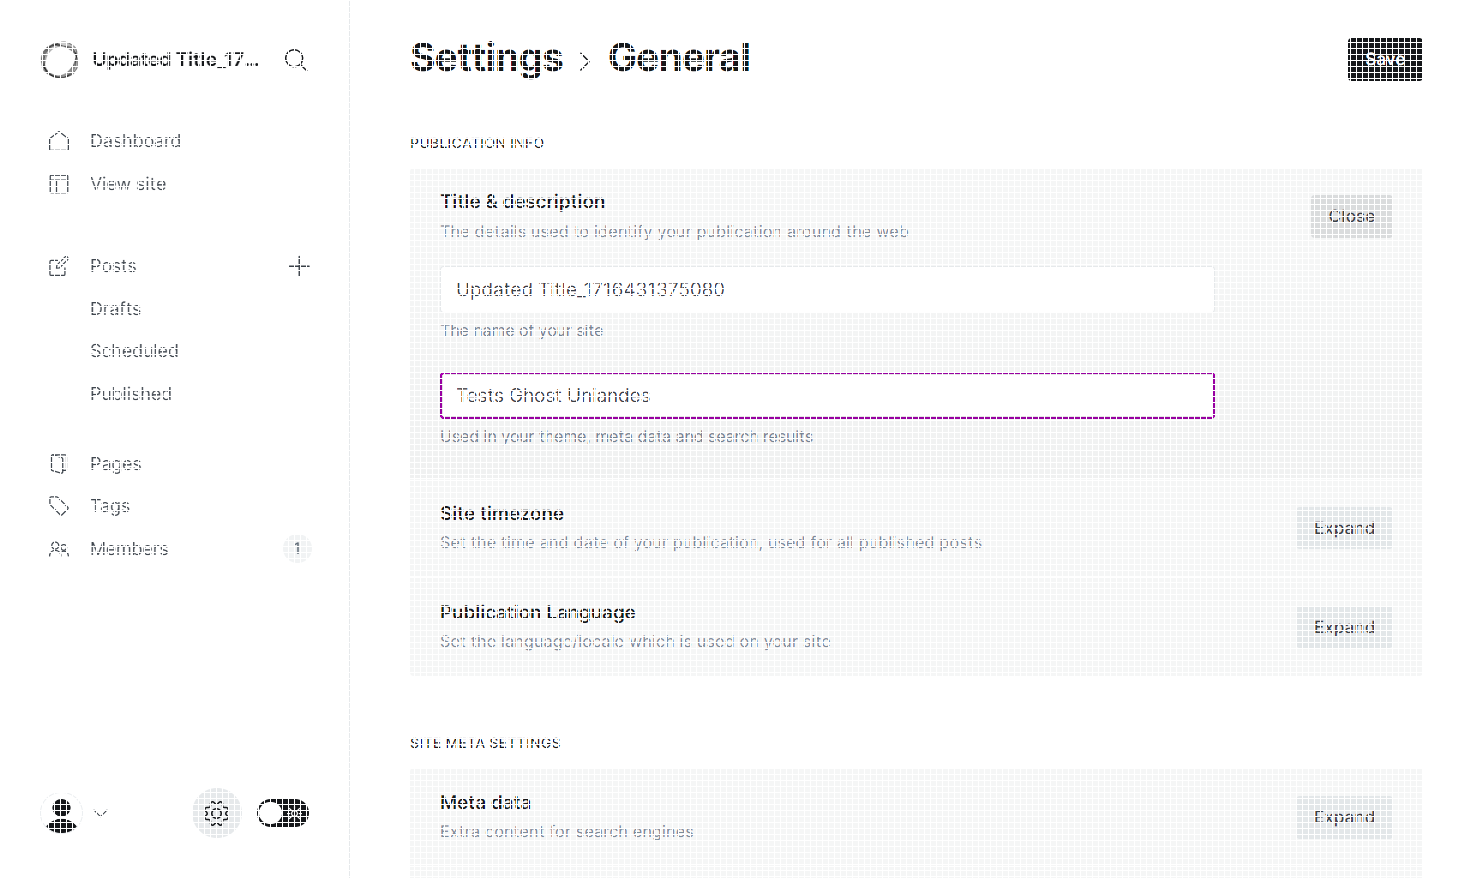 Updated Title_17...
Dashboard
View site
Posts
Drafts
Scheduled
Published
Pages
Tags
Members
1
Settings
General
Save
PUBLICATION INFO
Title & description
The details used to identify your publication around the web
Close
Updated Title_1716431375080
The name of your site
Tests Ghost Uniandes
Used in your theme, meta data and search results
Site timezone
Set the time and date of your publication, used for all published posts
Expand
Publication Language
Set the language/locale which is used on your site
Expand
SITE META SETTINGS
Meta data
Extra content for search engines
Expand